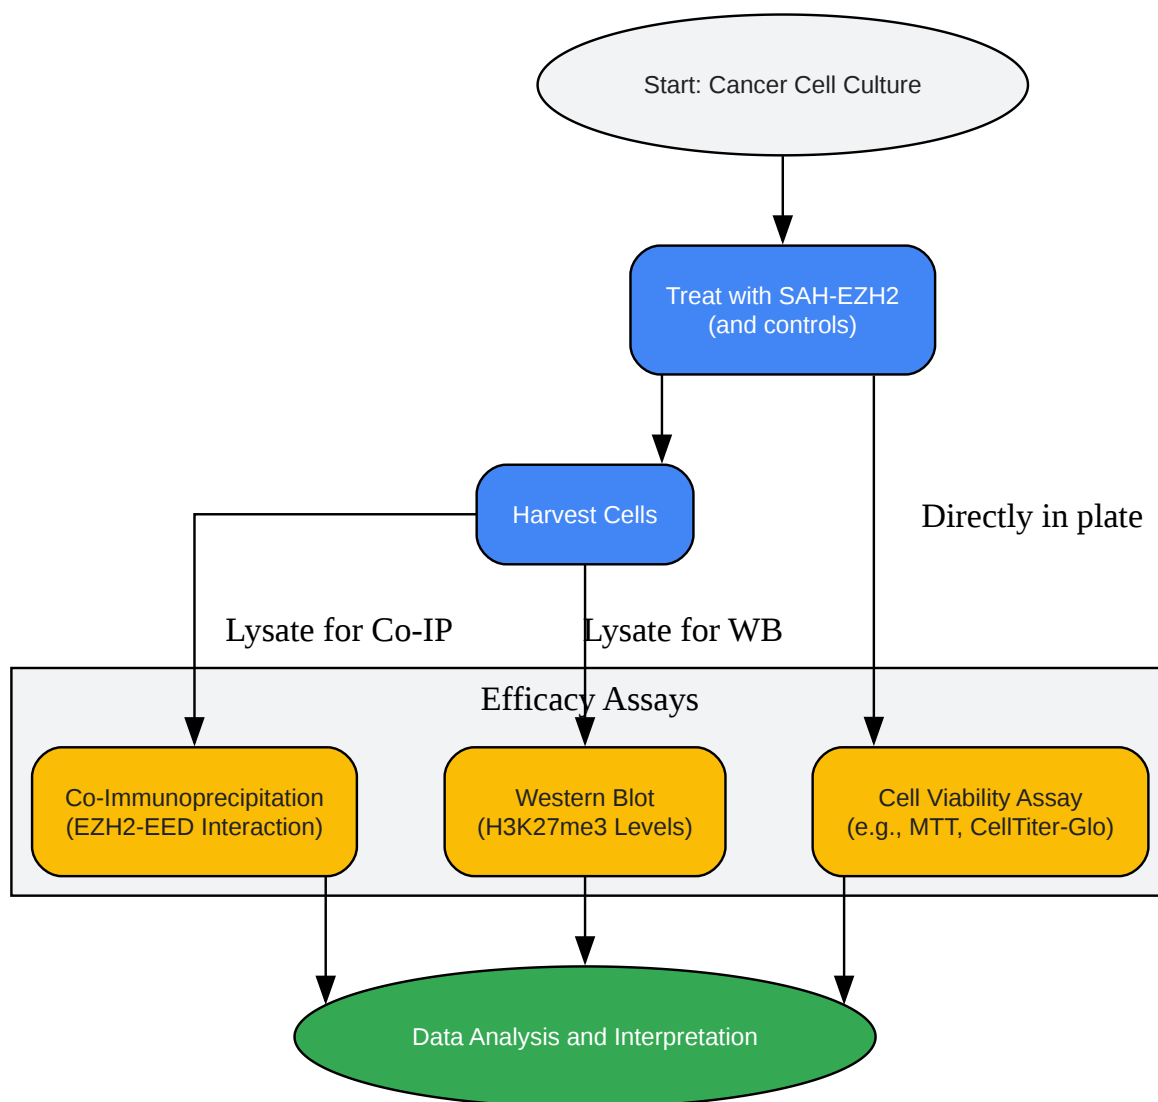 Start: Cancer Cell Culture
Treat with SAH-EZH2
(and controls)
Harvest Cells
Directly in plate
Lysate for Co-IP
Lysate for WB
Efficacy Assays
Co-Immunoprecipitation
(EZH2-EED Interaction)
Western Blot
(H3K27me3 Levels)
Cell Viability Assay
(e.g., MTT, CellTiter-Glo)
Data Analysis and Interpretation